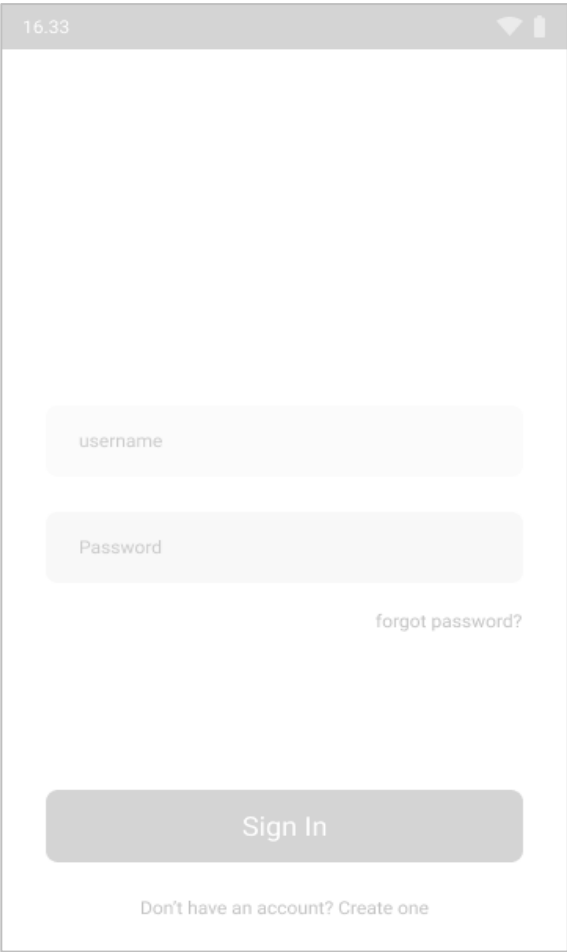 16.33
username
Password
forgot password?
Sign In
Don't have an account? Create one